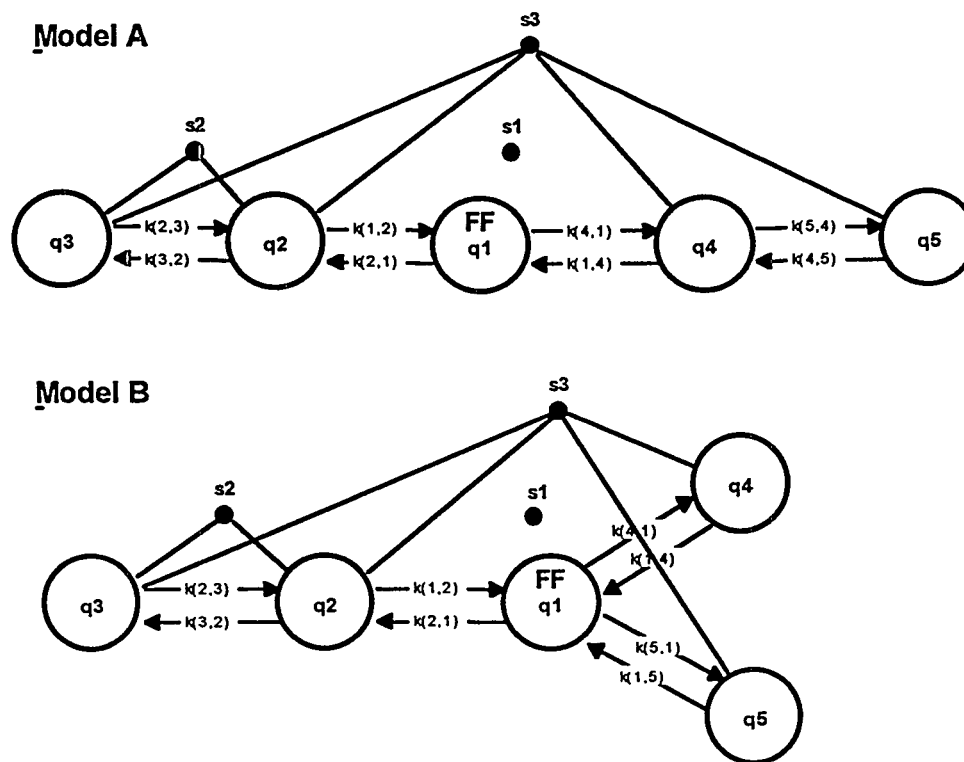 Model A
s3
s2
s1
q3
k(2,3)
k(3,2)
q2
k(1,2)
k(2,1)
FF
q1
k(4,1)
k(1,4)
q4
k(5,4)
k(4,5)
q5
Model B
s3
s2
s1
q4
k(4,1)
k(1,4)
q3
k(2,3)
k(3,2)
q2
k(1,2)
k(2,1)
FF
q1
k(5,1)
k(1,5)
q5